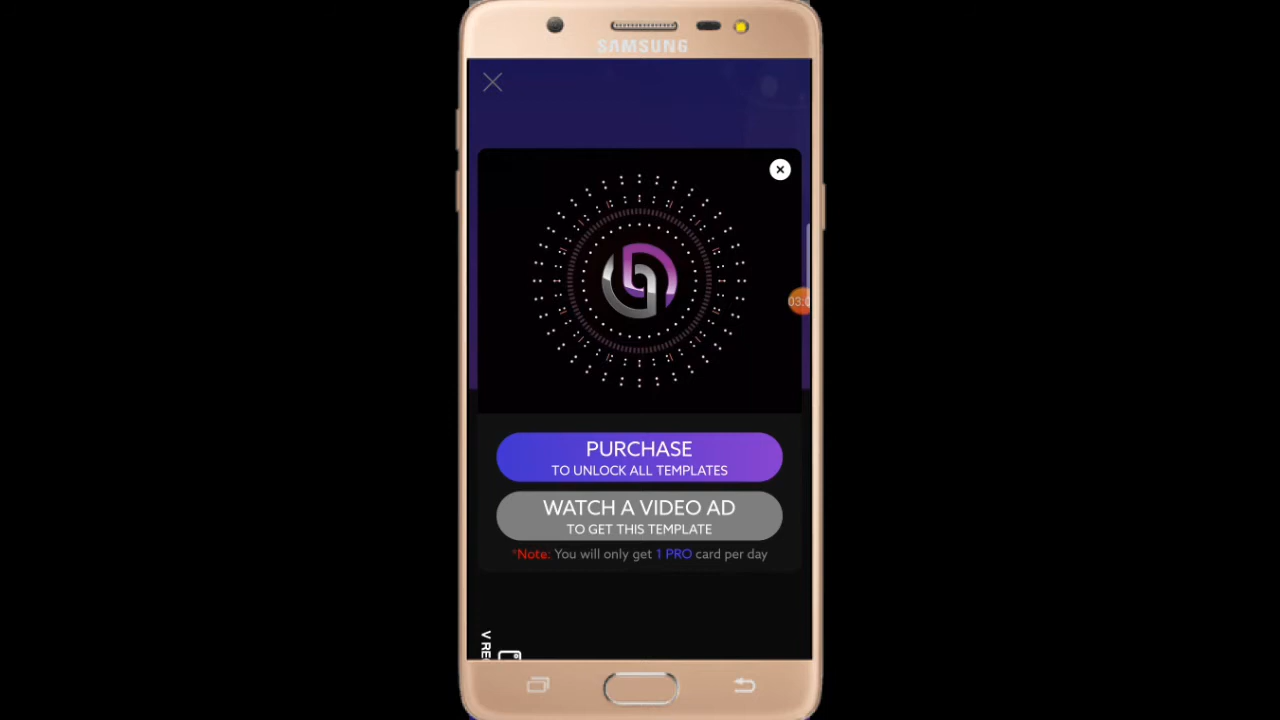 SAMSUNG
PURCHASE
TO UNLOCK ALL TEMPLATES
WATCH A VIDEO AD
TO GET THIS TEMPLATE
*Note: You will only get 1 PRO card per day